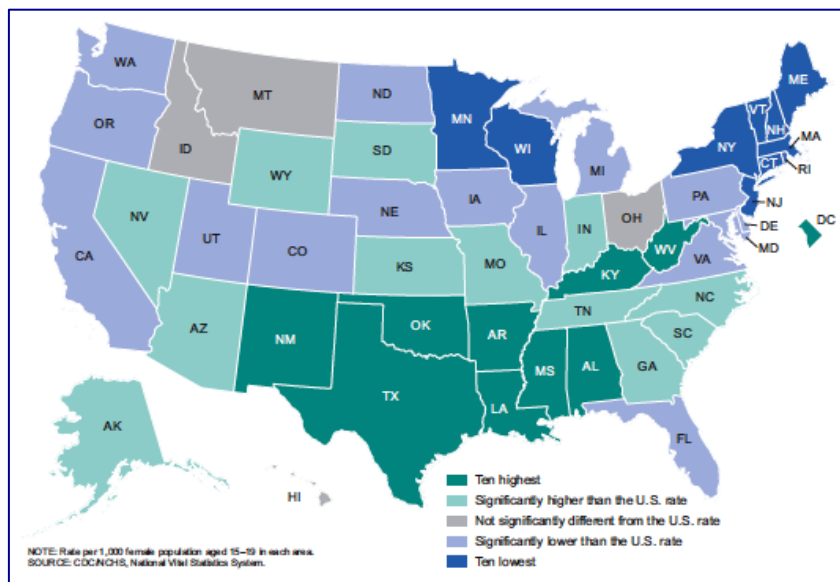 WA
MT
ND
MN
ME
VT
NH
OR
ID
SD
WI
NY
MA
CT
RI
WY
MI
NV
NE
IA
PA
NJ
DE
DC
MD
UT
CO
IL
IN
OH
WV
VA
CA
KS
MO
KY
NC
TN
AZ
NM
OK
AR
SC
MS
AL
GA
TX
LA
FL
AK
HI
Ten highest
Significantly higher than the U.S. rate
Not significantly different from the U.S. rate
Significantly lower than the U.S. rate
Ten lowest
NOTE: Rate per 1,000 female population aged 15–19 in each area.
SOURCE: CDC/NCHS, National Vital Statistics System.